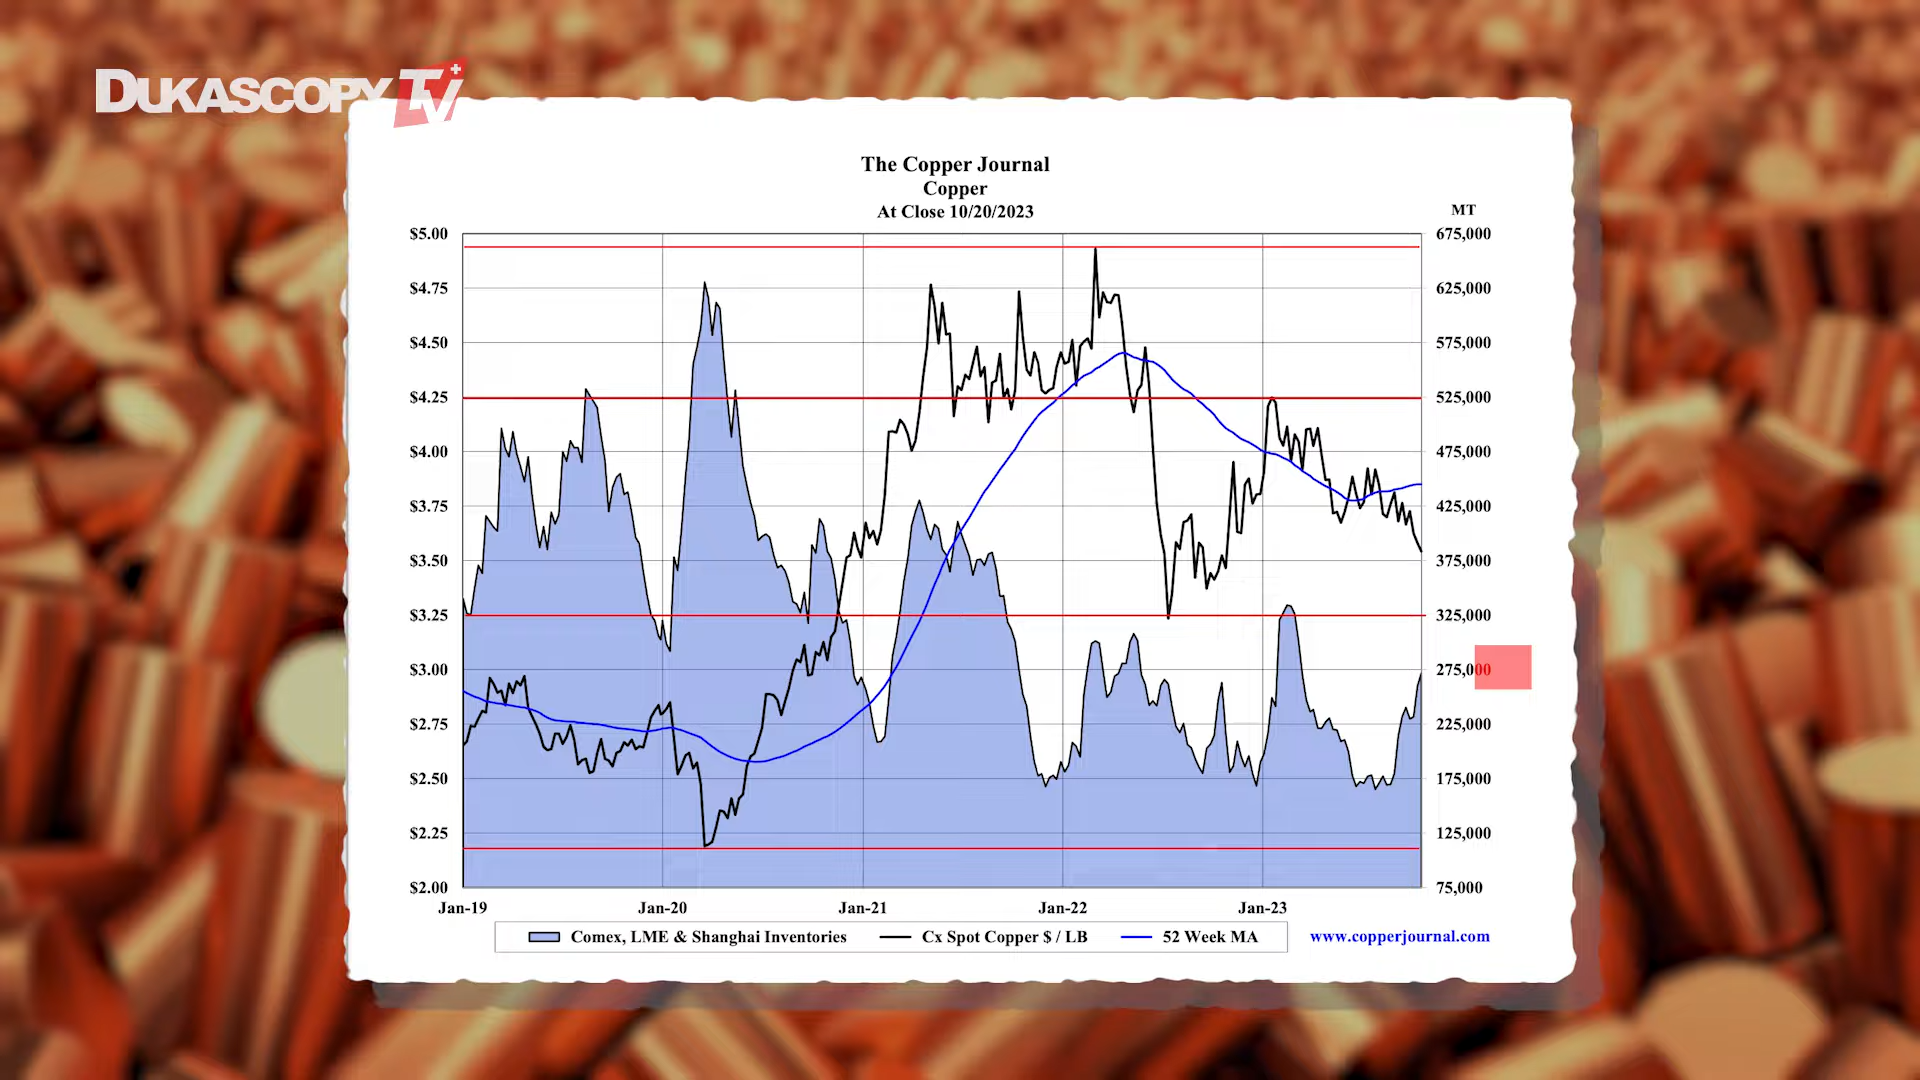 DUKASCOPY TV
The Copper Journal
Copper
At Close 10/20/2023
MT
$5.00 675,000
$4.75 625,000
$4.50 575,000
$4.25 525,000
$4.00 475,000
$3.75 425,000
$3.50 375,000
$3.25 325,000
$3.00 275,000
$2.75 225,000
$2.50 175,000
$2.25 125,000
$2.00 75,000
Jan-19 Jan-20 Jan-21 Jan-22 Jan-23
Comex, LME & Shanghai Inventories Cx Spot Copper $ / LB 52 Week MA www.copperjournal.com